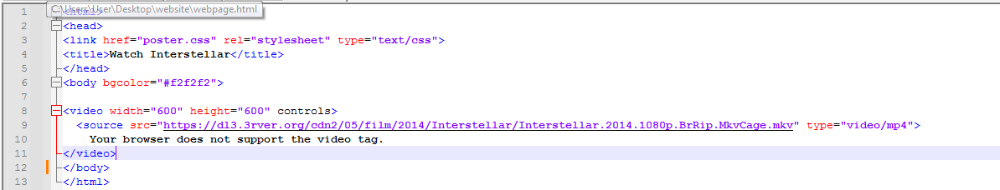 C:\Users\User\Desktop\website\webpage.html
1 <html>
2 <head>
3 <link href="poster.css" rel="stylesheet" type="text/css">
4 <title>Watch Interstellar</title>
5 </head>
6 <body bgcolor="#f2f2f2">
7
8 <video width="600" height="600" controls>
9 <source src="https://dl3.3rver.org/cdn2/05/film/2014/Interstellar/Interstellar.2014.1080p.BrRip.MkvCage.mkv" type="video/mp4">
10 Your browser does not support the video tag.
11 </video>
12 </body>
13 </html>